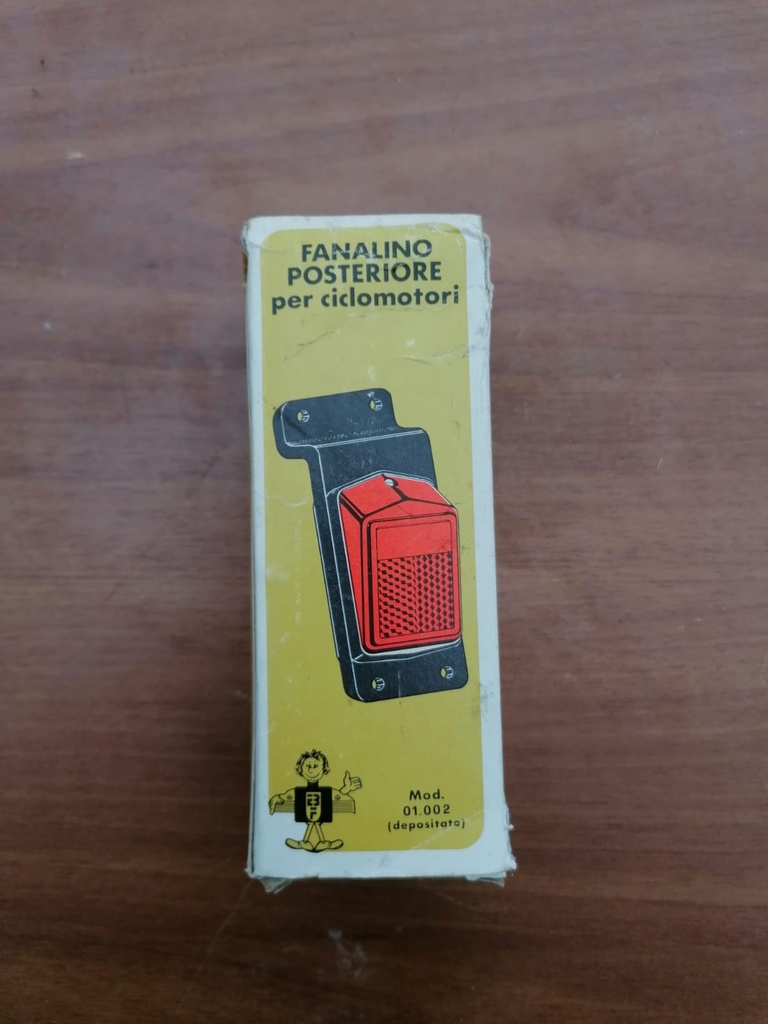 FANALINO
POSTERIORE
per ciclomotori
Mod.
01.002
(depositato)